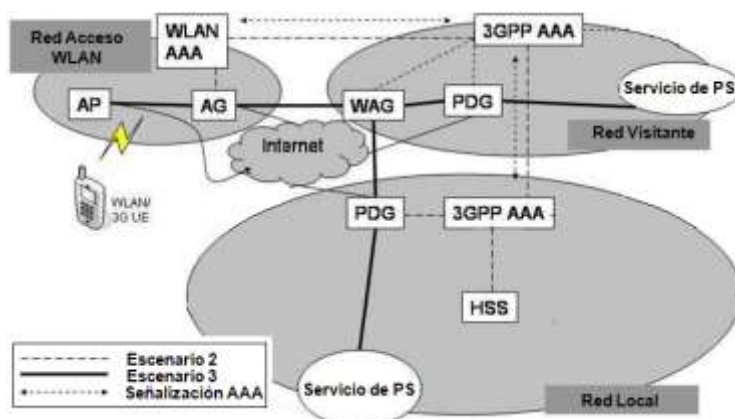 Red Acceso
WLAN
WLAN
AAA
3GPP AAA
Servicio de PS
AP
AG
WAG
PDG
Red Visitante
Internet
WLAN/
3G UE
PDG
3GPP AAA
HSS
Escenario 2
Escenario 3
Señalización AAA
Servicio de PS
Red Local